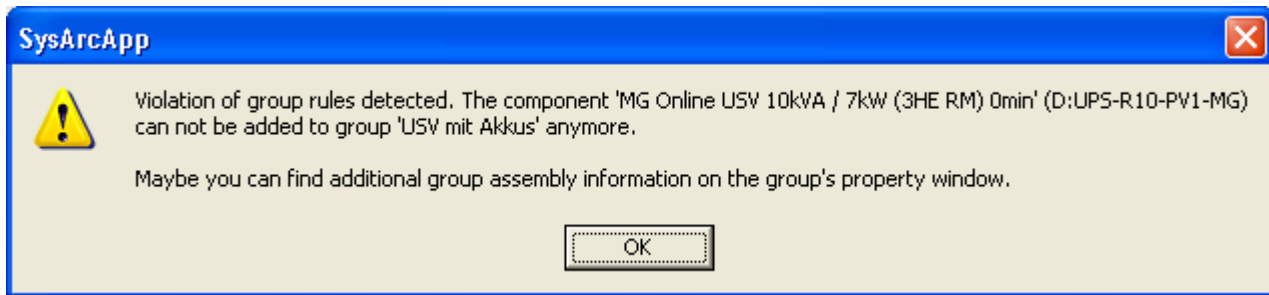 SysArcApp
Violation of group rules detected. The component 'MG Online USV 10kVA / 7kW (3HE RM) 0min' (D:UPS-R10-PV1-MG)
can not be added to group 'USV mit Akkus' anymore.
Maybe you can find additional group assembly information on the group's property window.
OK